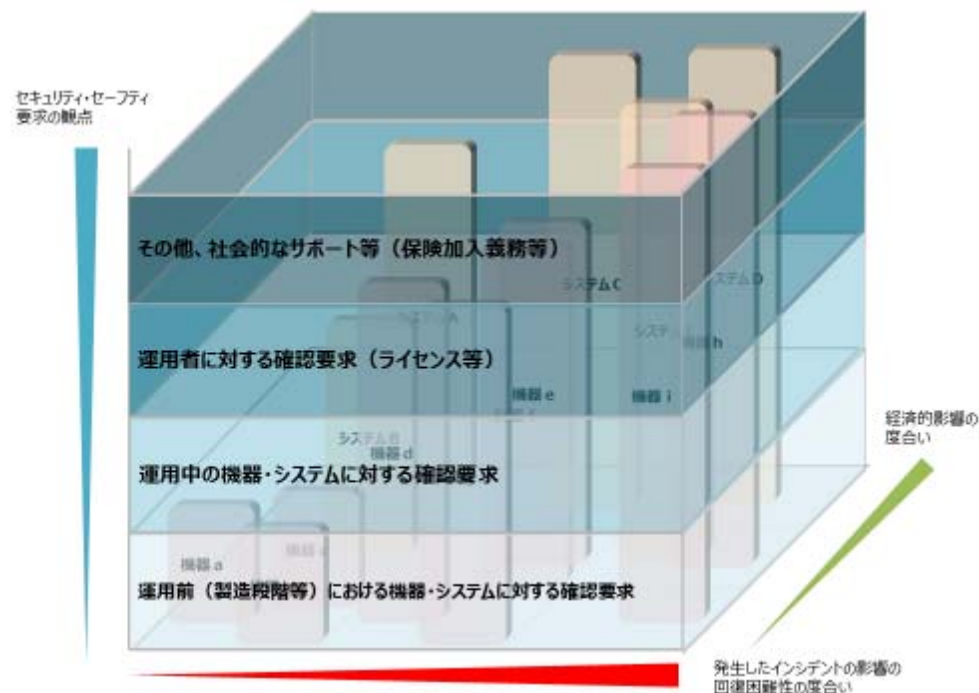 セキュリティ・セーフティ
要求の観点
その他、社会的なサポート等（保険加入義務等）
システムC
システムD
運用者に対する確認要求（ライセンス等）
機器h
機器e
機器i
経済的影響の
度合い
システムB
機器d
運用中の機器・システムに対する確認要求
機器a
運用前（製造段階等）における機器・システムに対する確認要求
発生したインシデントの影響の
回復困難性の度合い